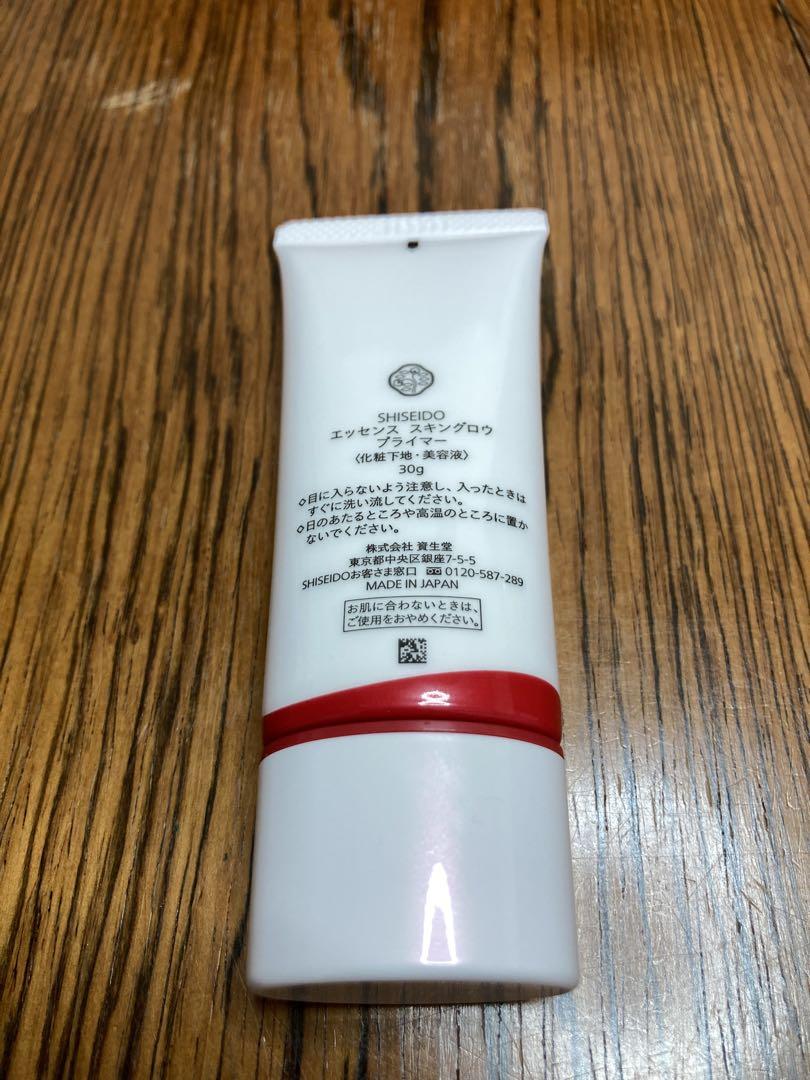 SHISEIDO
エッセンス スキングロウ
プライマー
〈化粧下地・美容液〉
30g
◇目に入らないよう注意し、入ったときは
すぐに洗い流してください。
◇日のあたるところや高温のところに置か
ないでください。
株式会社 資生堂
東京都中央区銀座7-5-5
SHISEIDOお客さま窓口 0120-587-289
MADE IN JAPAN
お肌に合わないときは、
ご使用をおやめください。